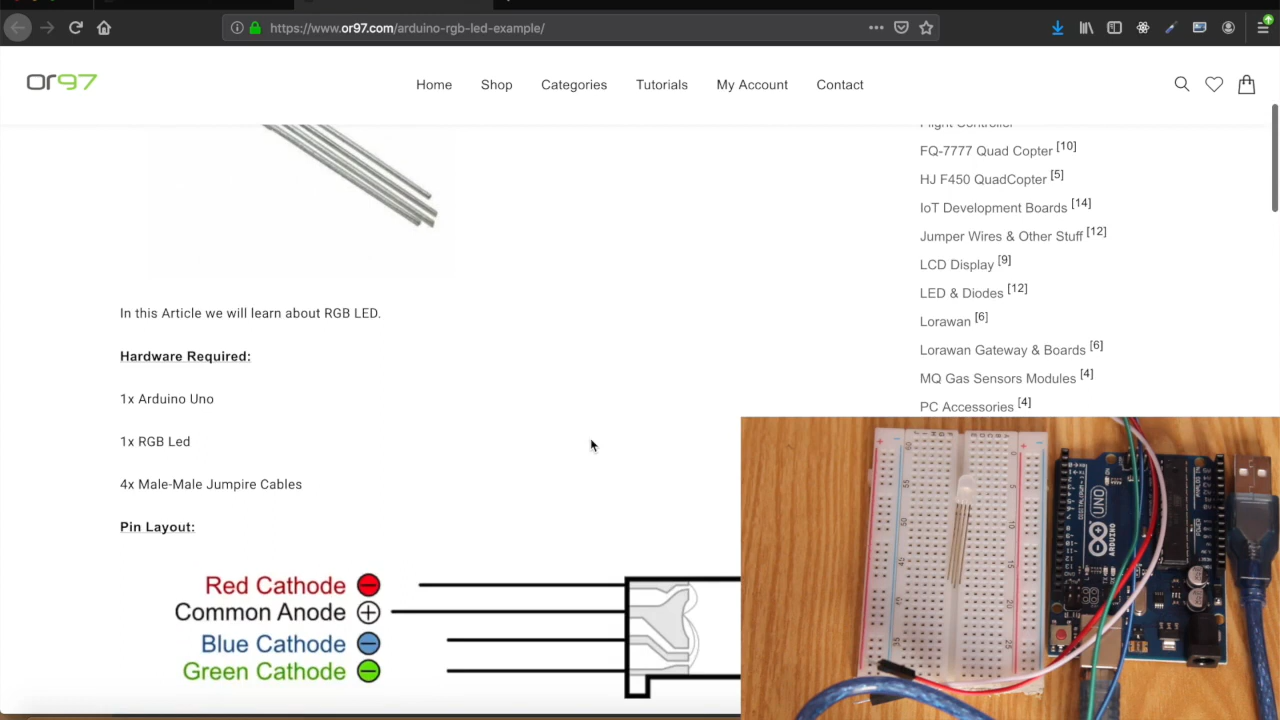 https://www.or97.com/arduino-rgb-led-example/
or97
Home Shop Categories Tutorials My Account Contact
Flight Controller
FQ-7777 Quad Copter [10]
HJ F450 QuadCopter [5]
IoT Development Boards [14]
Jumper Wires & Other Stuff [12]
LCD Display [9]
LED & Diodes [12]
Lorawan [6]
Lorawan Gateway & Boards [6]
MQ Gas Sensors Modules [4]
PC Accessories [4]
In this Article we will learn about RGB LED.
Hardware Required:
1x Arduino Uno
1x RGB Led
4x Male-Male Jumpire Cables
Pin Layout:
Red Cathode
Common Anode
Blue Cathode
Green Cathode
UNO
ARDUINO